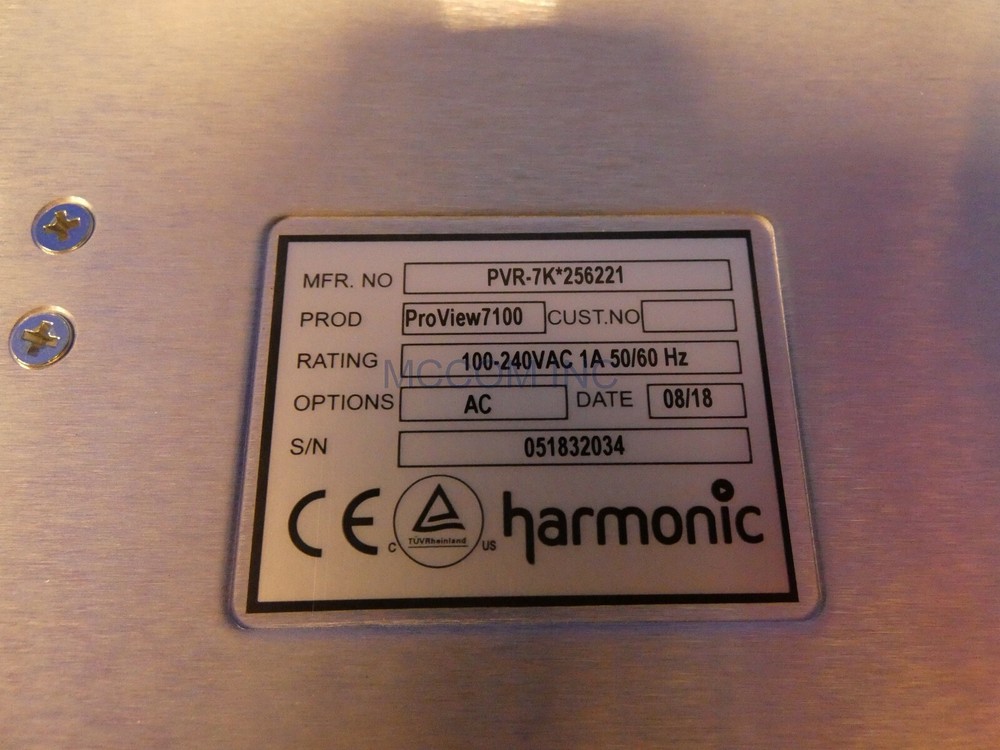 MFR. NO PVR-7K*256221
PROD ProView7100 CUST.NO
RATING 100-240VAC 1A 50/60 Hz
MCCOM INC
OPTIONS AC DATE 08/18
S/N 051832034
CE C TÜVRheinland US harmonic